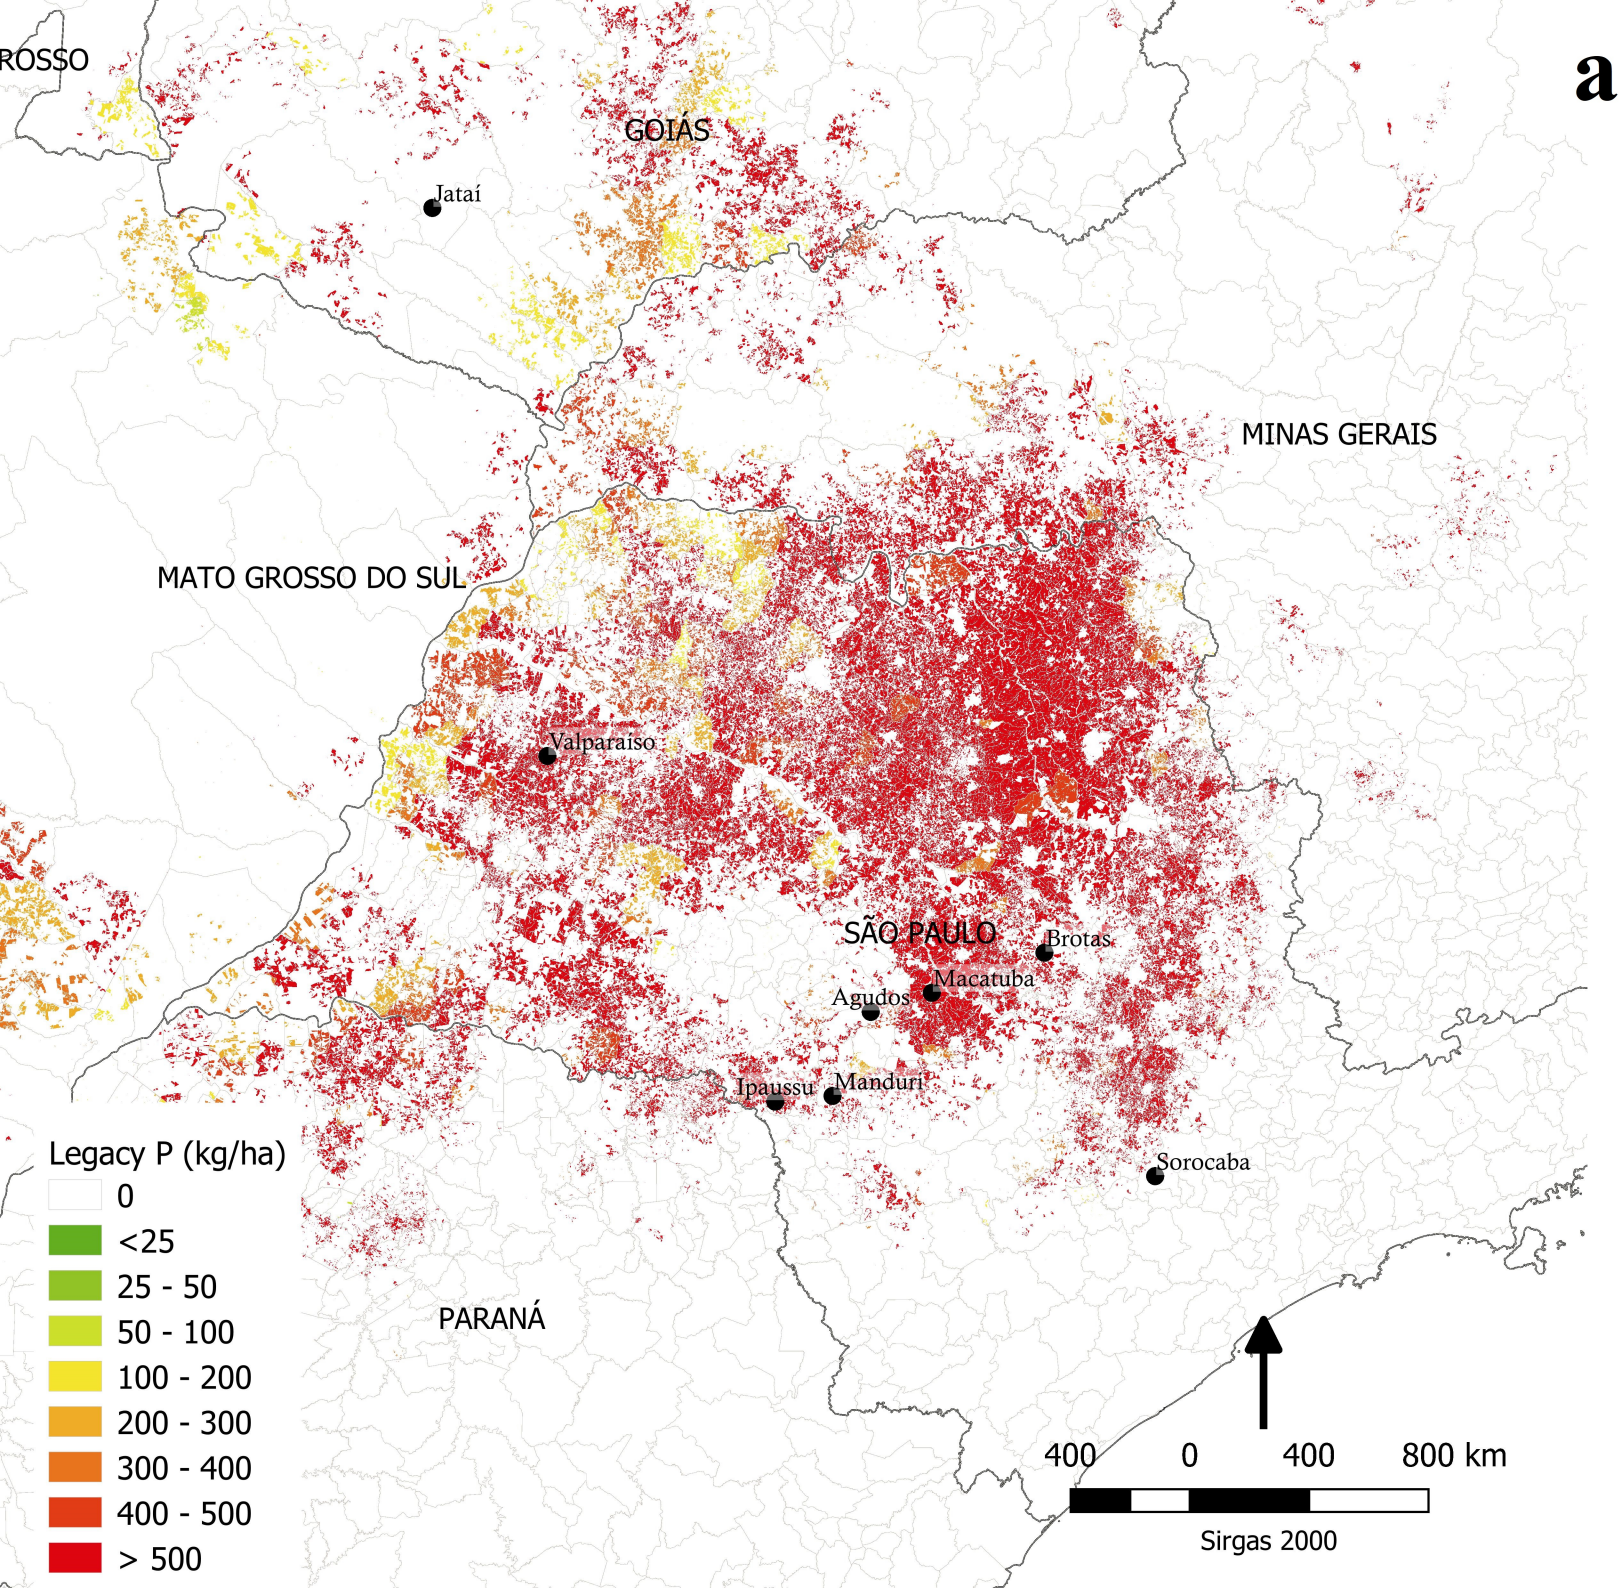 ROSSO
a
GOIÁS
Jataí
MINAS GERAIS
MATO GROSSO DO SUL
Valparaíso
SÃO PAULO
Brotas
Macatuba
Agudos
Ipaussu
Manduri
Sorocaba
PARANÁ
Legacy P (kg/ha)
0
<25
25 - 50
50 - 100
100 - 200
200 - 300
300 - 400
400 - 500
> 500
400 0 400 800 km
Sirgas 2000